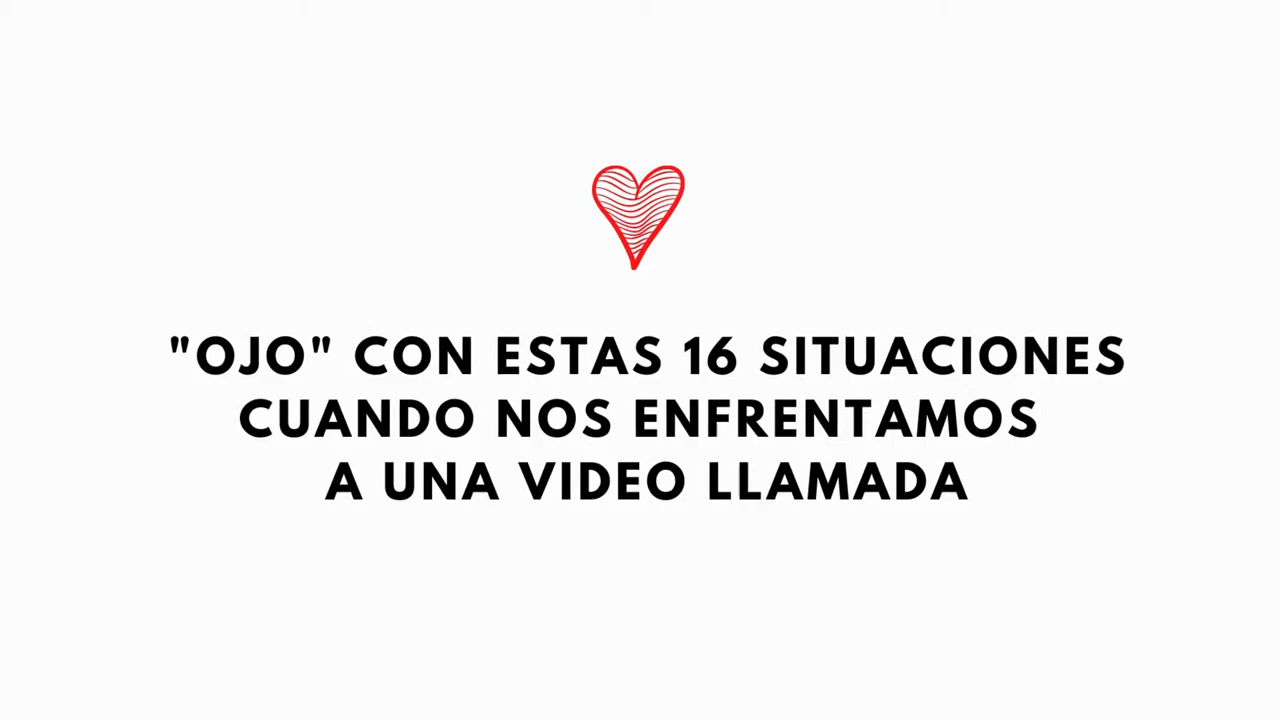 "OJO" CON ESTAS 16 SITUACIONES
CUANDO NOS ENFRENTAMOS
A UNA VIDEO LLAMADA